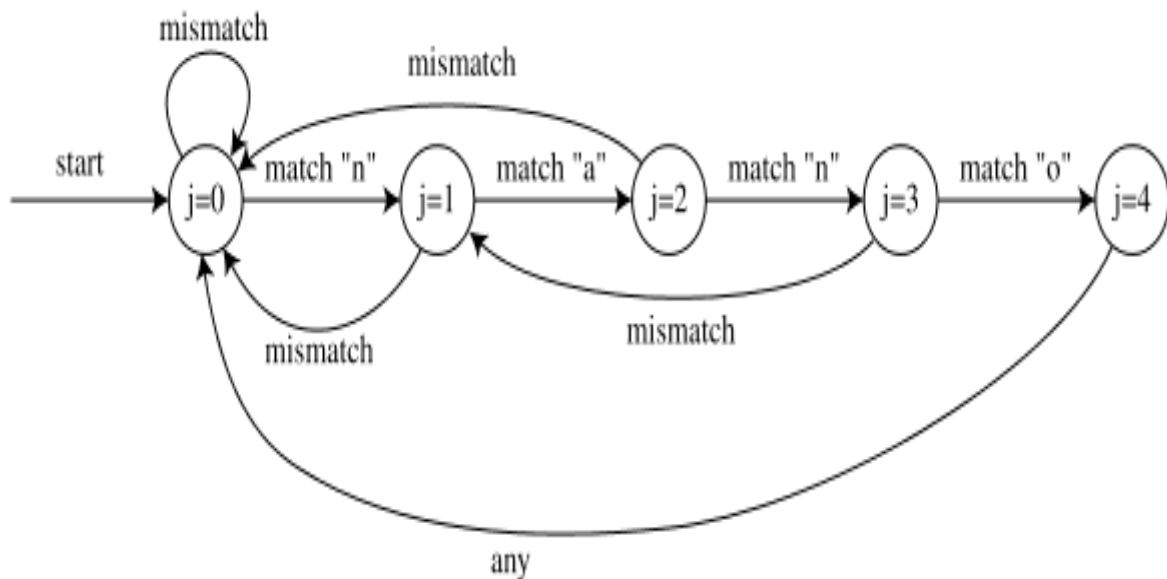 mismatch
mismatch
start
match "n"
match "a"
match "n"
match "o"
j=0
j=1
j=2
j=3
j=4
mismatch
mismatch
any